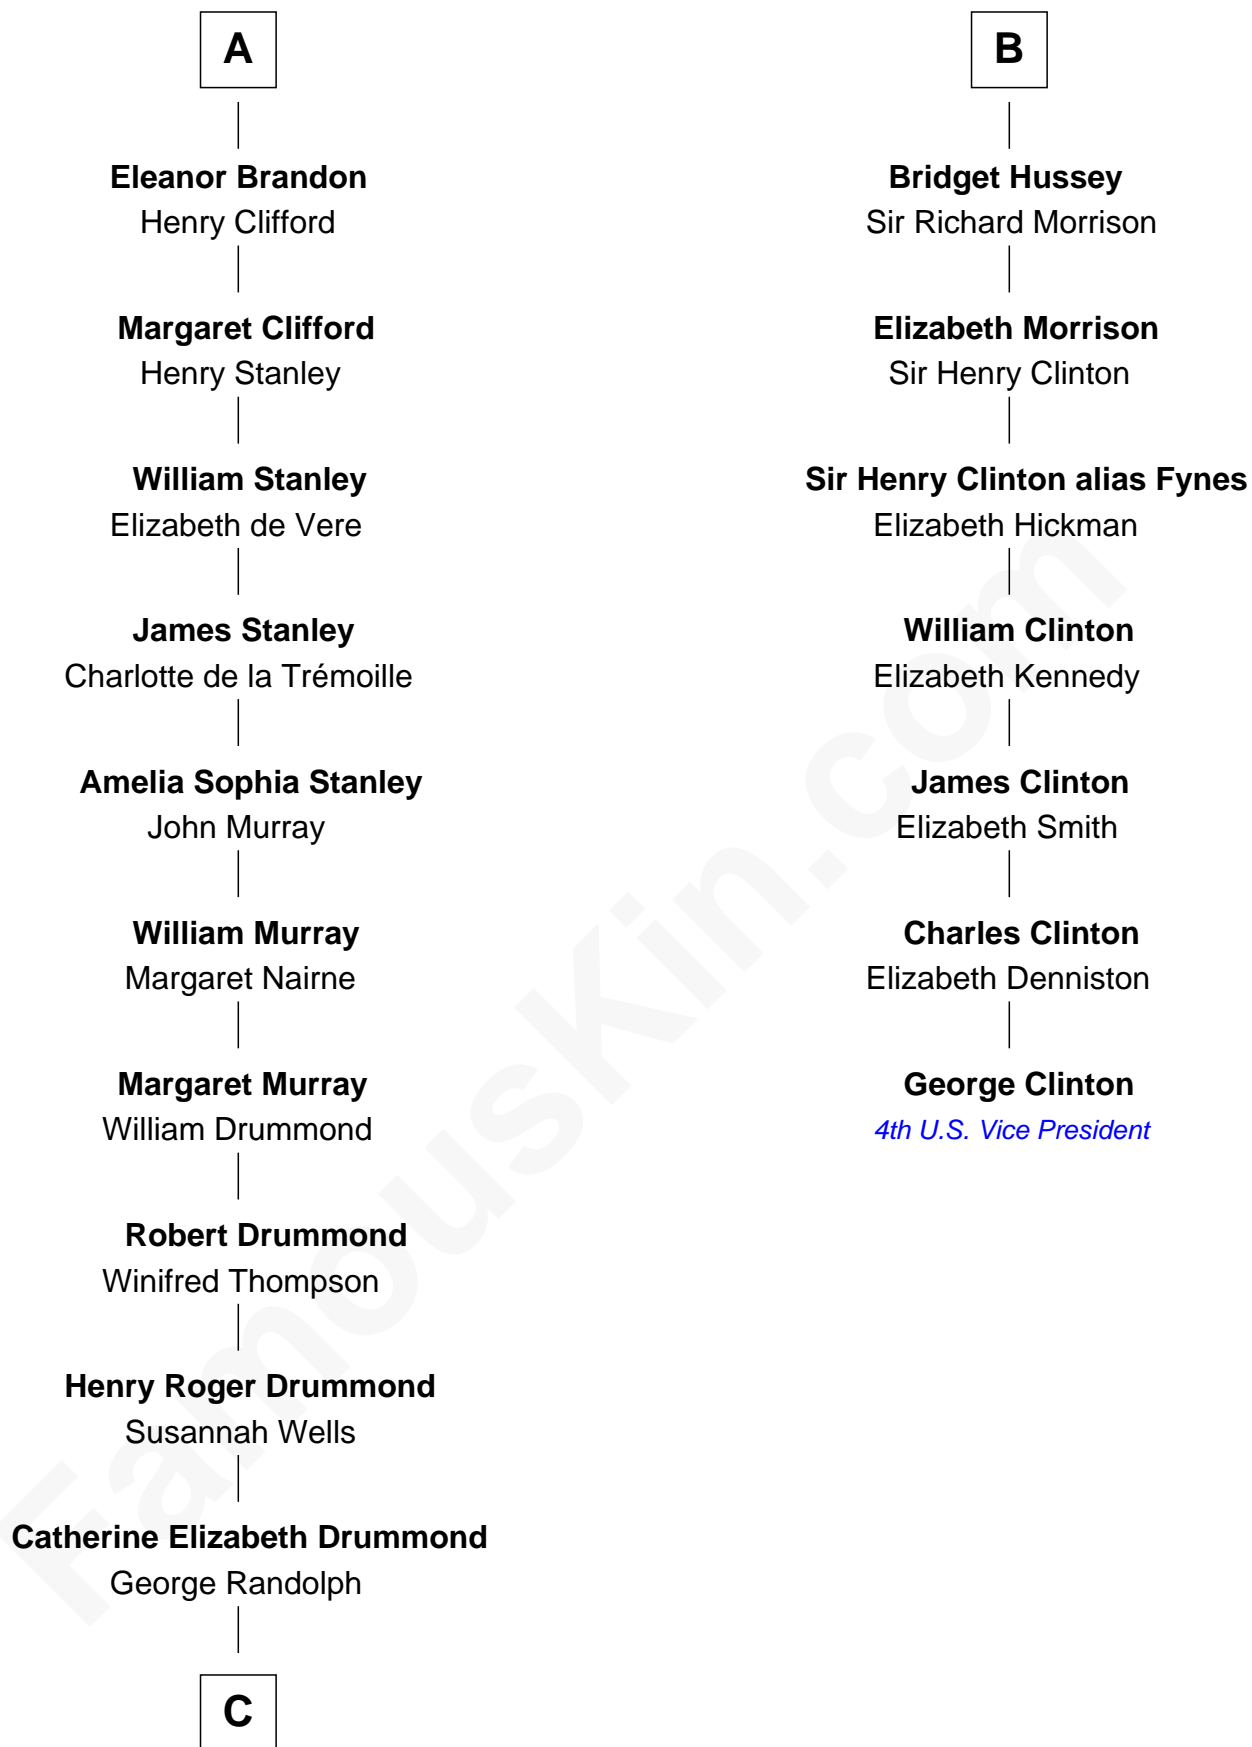 A
Eleanor Brandon
Henry Clifford
Margaret Clifford
Henry Stanley
William Stanley
Elizabeth de Vere
James Stanley
Charlotte de la Trémoille
Amelia Sophia Stanley
John Murray
William Murray
Margaret Nairne
Margaret Murray
William Drummond
Robert Drummond
Winifred Thompson
Henry Roger Drummond
Susannah Wells
Catherine Elizabeth Drummond
George Randolph
C
B
Bridget Hussey
Sir Richard Morrison
Elizabeth Morrison
Sir Henry Clinton
Sir Henry Clinton alias Fynes
Elizabeth Hickman
William Clinton
Elizabeth Kennedy
James Clinton
Elizabeth Smith
Charles Clinton
Elizabeth Denniston
George Clinton
4th U.S. Vice President
FamousKin.com